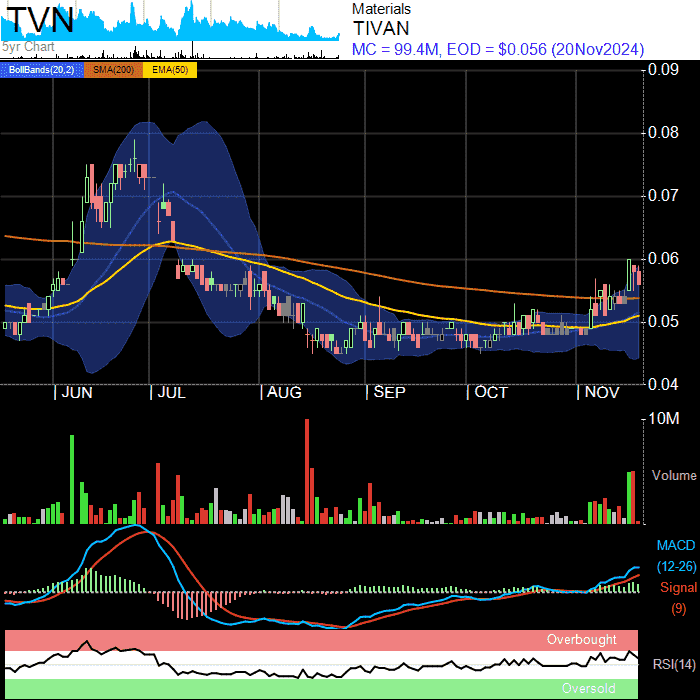 TVN
5yr Chart
Materials
TIVAN
MC = 99.4M, EOD = $0.056 (20Nov2024)
BollBands(20,2) SMA(200) EMA(50)
0.09
0.08
0.07
0.06
0.05
0.04
JUN JUL AUG SEP OCT NOV
10M
Volume
MACD
(12-26)
Signal
(9)
Overbought
RSI(14)
Oversold